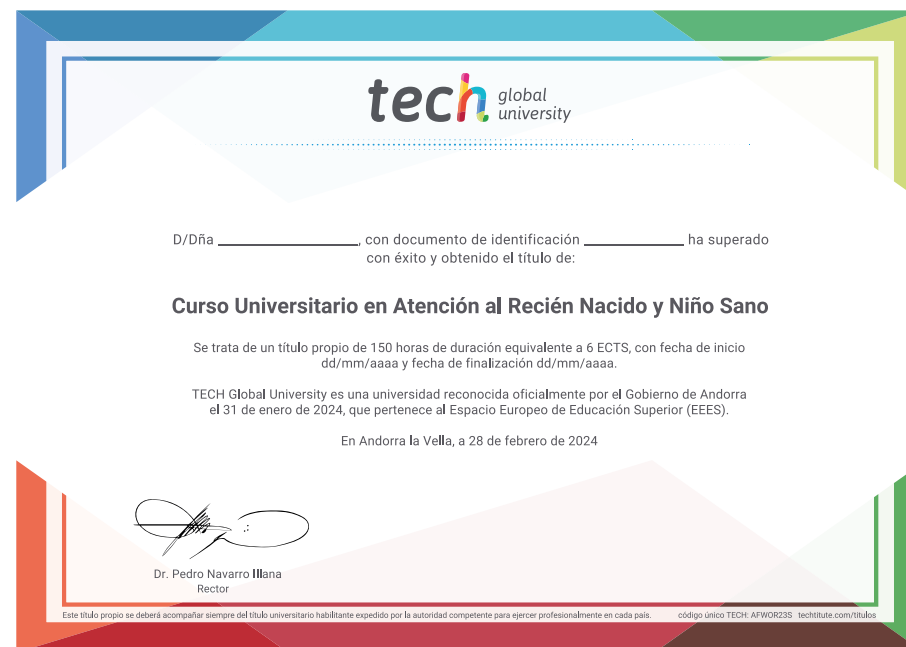 tech global university
D/Dña ____________________, con documento de identificación ______________ ha superado
con éxito y obtenido el título de:
Curso Universitario en Atención al Recién Nacido y Niño Sano
Se trata de un título propio de 150 horas de duración equivalente a 6 ECTS, con fecha de inicio
dd/mm/aaaa y fecha de finalización dd/mm/aaaa.
TECH Global University es una universidad reconocida oficialmente por el Gobierno de Andorra
el 31 de enero de 2024, que pertenece al Espacio Europeo de Educación Superior (EEES).
En Andorra la Vella, a 28 de febrero de 2024
Dr. Pedro Navarro Illana
Rector
Este título propio se deberá acompañar siempre del título universitario habilitante expedido por la autoridad competente para ejercer profesionalmente en cada país. código único TECH: AFWOR23S techtitute.com/titulos